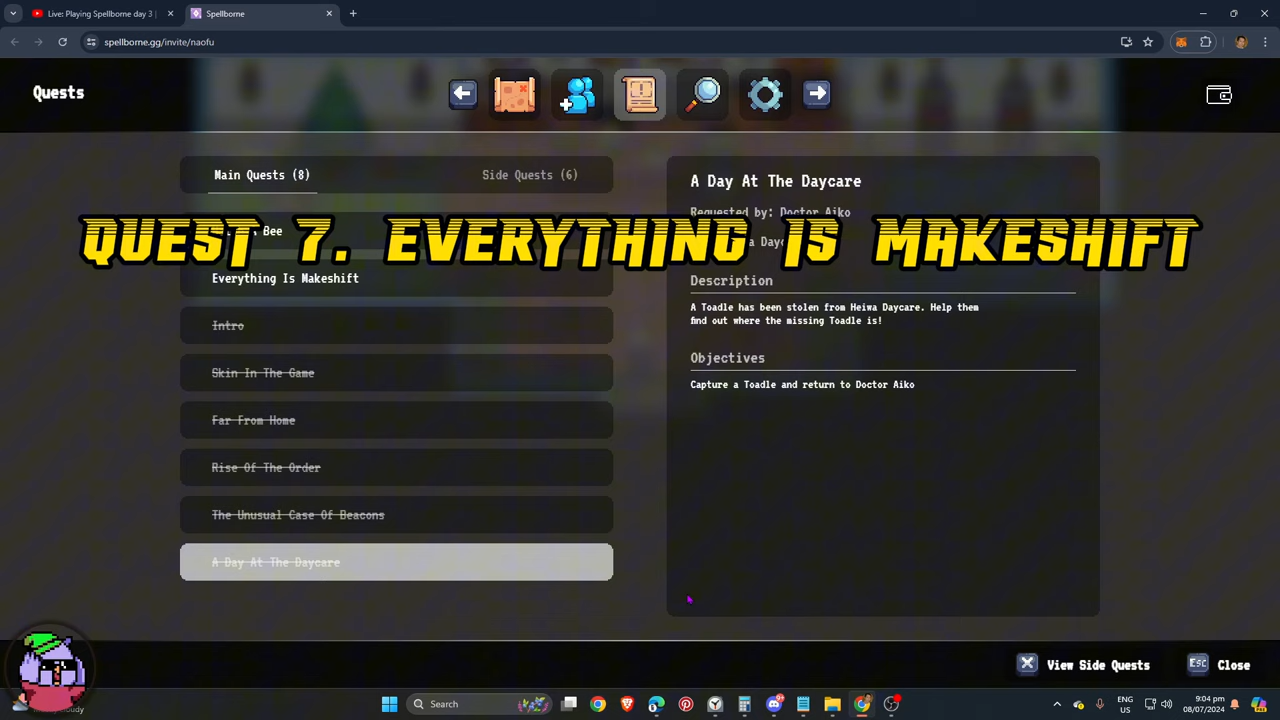 Live: Playing Spellborne day 3 |
Spellborne
spellborne.gg/invite/naofu
Quests
Main Quests (8)
Side Quests (6)
A Day At The Daycare
Requested by: Doctor Aiko
Bee
QUEST 7. EVERYTHING IS MAKESHIFT
Everything Is Makeshift
Description
A Toadle has been stolen from Heiwa Daycare. Help them
find out where the missing Toadle is!
Intro
Objectives
Skin In The Game
Capture a Toadle and return to Doctor Aiko
Far From Home
Rise Of The Order
The Unusual Case Of Beacons
A Day At The Daycare
View Side Quests
Esc
Close
Search
ENG
US
9:04 pm
08/07/2024